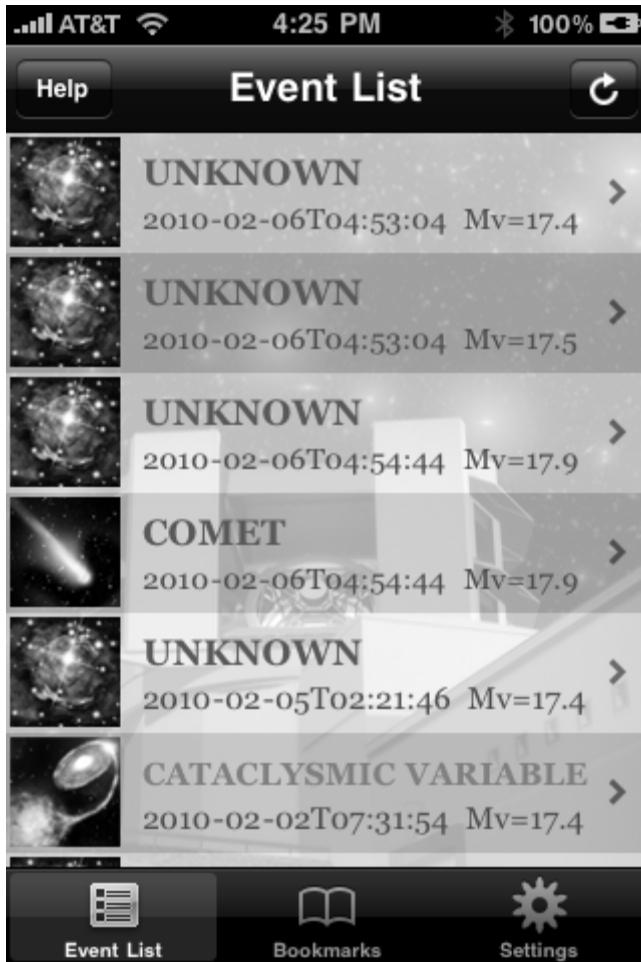 AT&T 4:25 PM 100%
Help Event List
UNKNOWN
2010-02-06T04:53:04 Mv=17.4
UNKNOWN
2010-02-06T04:53:04 Mv=17.5
UNKNOWN
2010-02-06T04:54:44 Mv=17.9
COMET
2010-02-06T04:54:44 Mv=17.9
UNKNOWN
2010-02-05T02:21:46 Mv=17.4
CATACLYSMIC VARIABLE
2010-02-02T07:31:54 Mv=17.4
Event List Bookmarks Settings